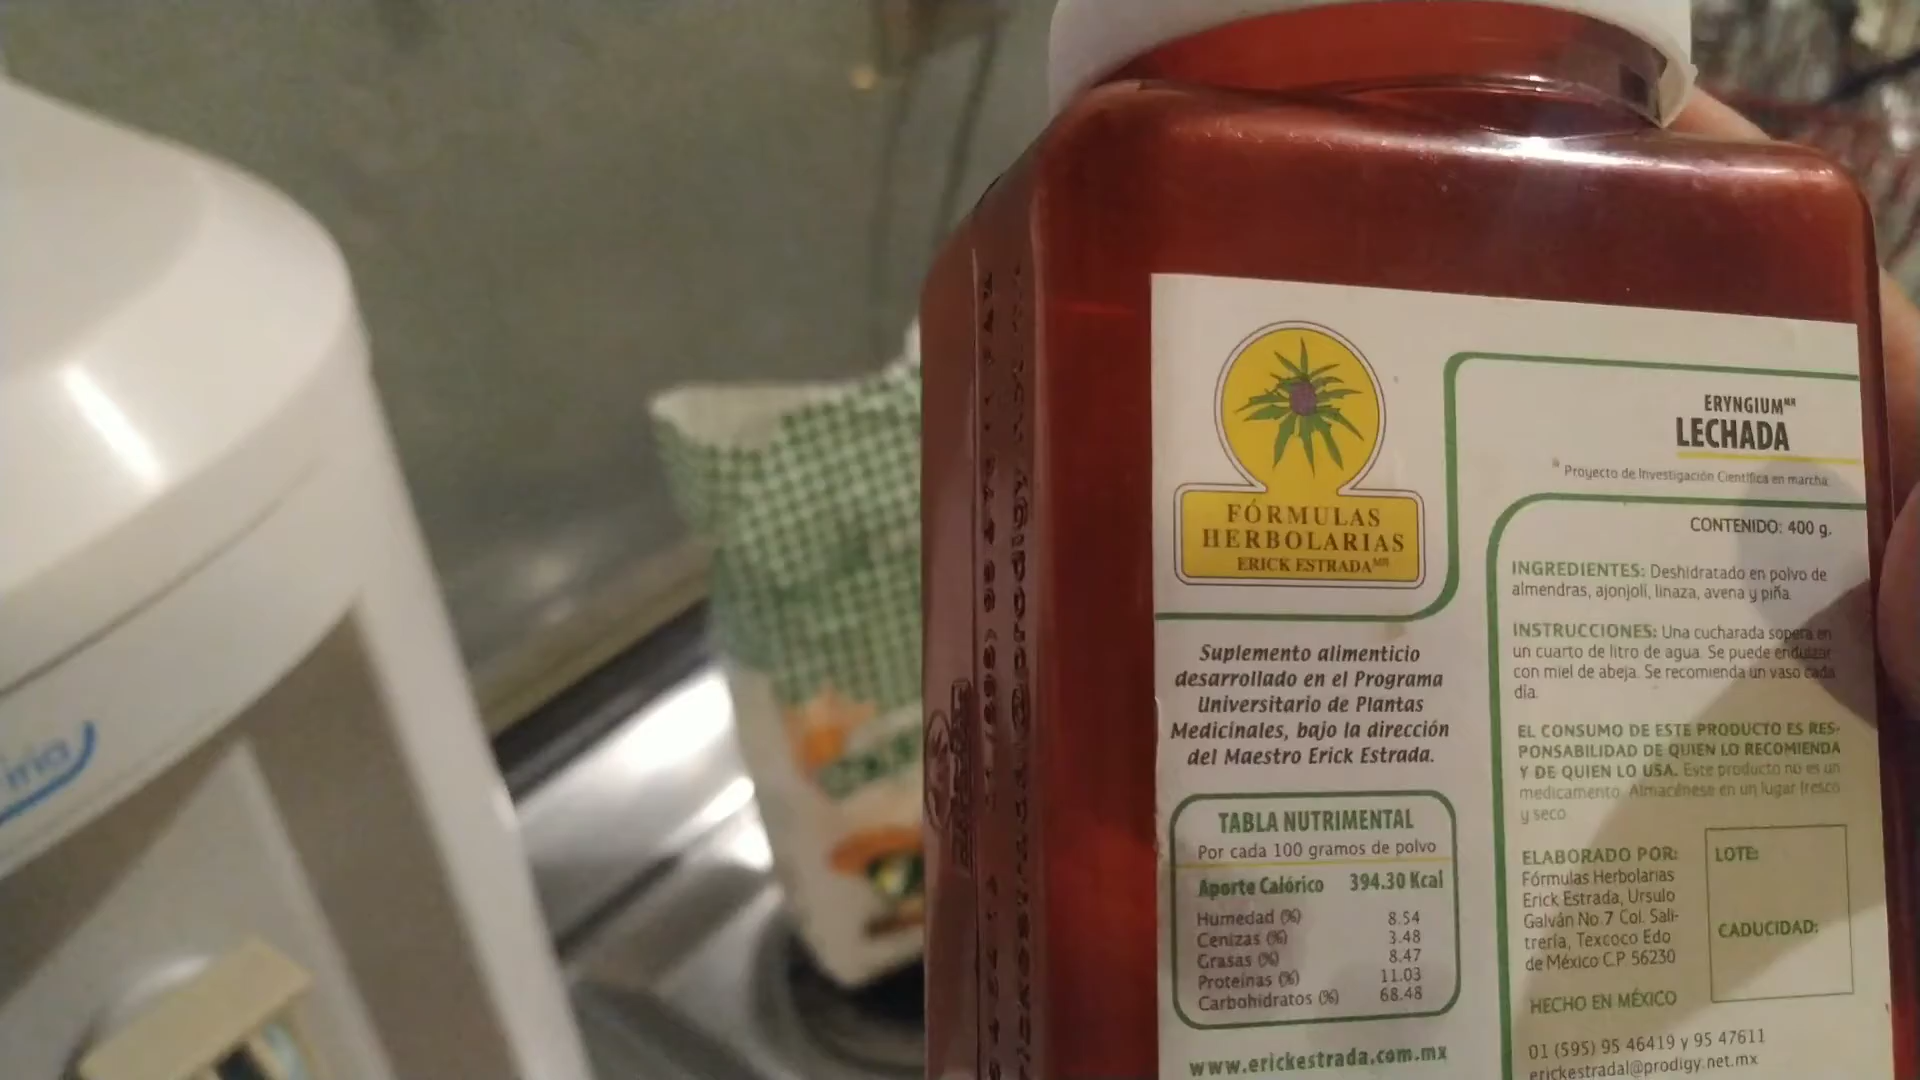 FÓRMULAS
HERBOLARIAS
ERICK ESTRADA MR
Suplemento alimenticio
desarrollado en el Programa
Universitario de Plantas
Medicinales, bajo la dirección
del Maestro Erick Estrada.
TABLA NUTRIMENTAL
Por cada 100 gramos de polvo
Aporte Calórico 394.30 Kcal
Humedad (%) 8.54
Cenizas (%) 3.48
Grasas (%) 8.47
Proteínas (%) 11.03
Carbohidratos (%) 68.48
www.erickestrada.com.mx
ERYNGIUM MR
LECHADA
Proyecto de Investigación Científica en marcha
CONTENIDO: 400 g.
INGREDIENTES: Deshidratado en polvo de
almendras, ajonjolí, linaza, avena y piña.
INSTRUCCIONES: Una cucharada sopera en
un cuarto de litro de agua. Se puede endulzar
con miel de abeja. Se recomienda un vaso cada
día.
EL CONSUMO DE ESTE PRODUCTO ES RES-
PONSABILIDAD DE QUIEN LO RECOMIENDA
Y DE QUIEN LO USA. Este producto no es un
medicamento. Almacénese en un lugar fresco
y seco
ELABORADO POR:
Fórmulas Herbolarias
Erick Estrada, Ursulo
Galván No.7 Col. Sali-
trería, Texcoco Edo
de México C.P 56230
LOTE:
CADUCIDAD:
HECHO EN MÉXICO
01 (595) 95 46419 y 95 47611
erickestradal@prodigy.net.mx